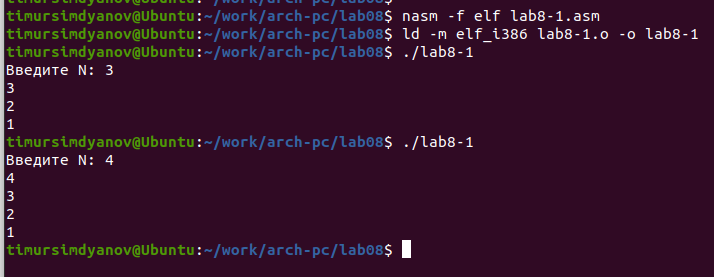 timursimdyanov@Ubuntu:~/work/arch-pc/lab08$ nasm -f elf lab8-1.asm
timursimdyanov@Ubuntu:~/work/arch-pc/lab08$ ld -m elf_i386 lab8-1.o -o lab8-1
timursimdyanov@Ubuntu:~/work/arch-pc/lab08$ ./lab8-1
Введите N: 3
3
2
1
timursimdyanov@Ubuntu:~/work/arch-pc/lab08$ ./lab8-1
Введите N: 4
4
3
2
1
timursimdyanov@Ubuntu:~/work/arch-pc/lab08$